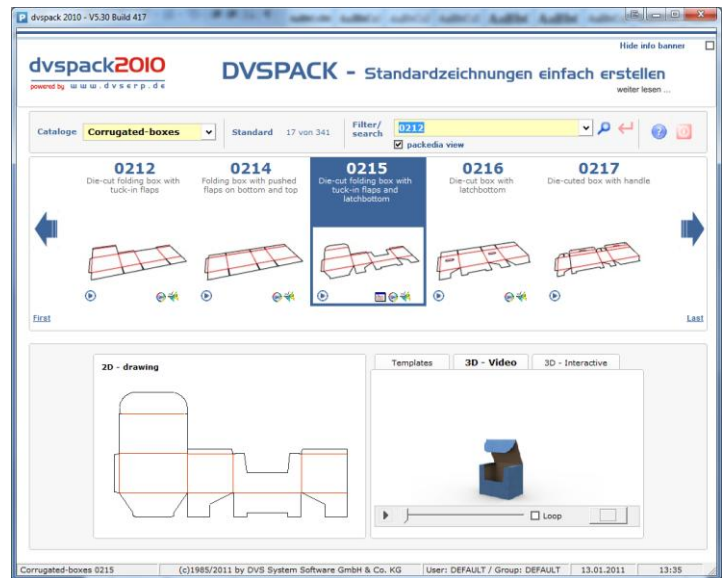 dvspack 2010 - V5.30 Build 417
Hide info banner
dvspack2010
powered by www.dvserp.de
DVSPACK - Standardzeichnungen einfach erstellen
weiter lesen ...
Cataloge Corrugated-boxes Standard 17 von 341 Filter/search 0212
packedia view
0212
Die-cut folding box with
tuck-in flaps
0214
Folding box with pushed
flaps on bottom and top
0215
Die-cut folding box with
tuck-in flaps and
latchbottom
0216
Die-cut box with
latchbottom
0217
Die-cuted box with handle
First
Last
2D - drawing
Templates 3D - Video 3D - Interactive
Loop
Corrugated-boxes 0215 (c)1985/2011 by DVS System Software GmbH & Co. KG User: DEFAULT / Group: DEFAULT 13.01.2011 13:35